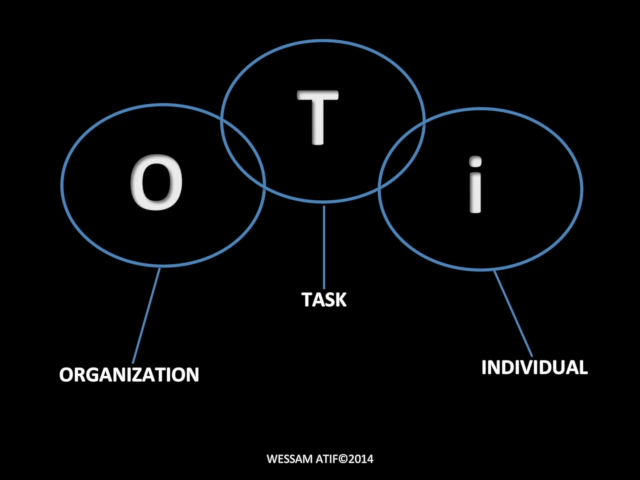 T
O
i
TASK
ORGANIZATION
INDIVIDUAL
WESSAM ATIF©2014